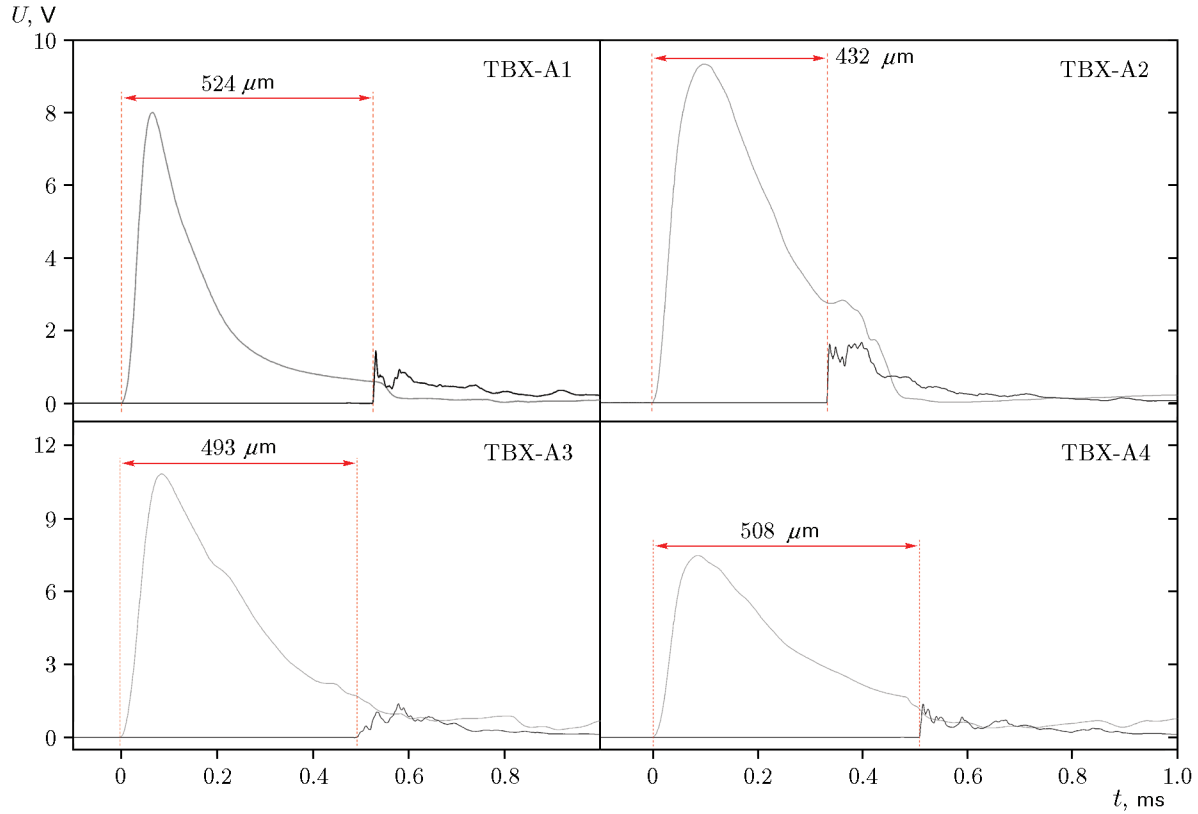 U, V
10
8
6
4
2
0
524 μm
TBX-A1
432 μm
TBX-A2
12
9
6
3
0
493 μm
TBX-A3
508 μm
TBX-A4
0 0.2 0.4 0.6 0.8
0 0.2 0.4 0.6 0.8 1.0
t, ms